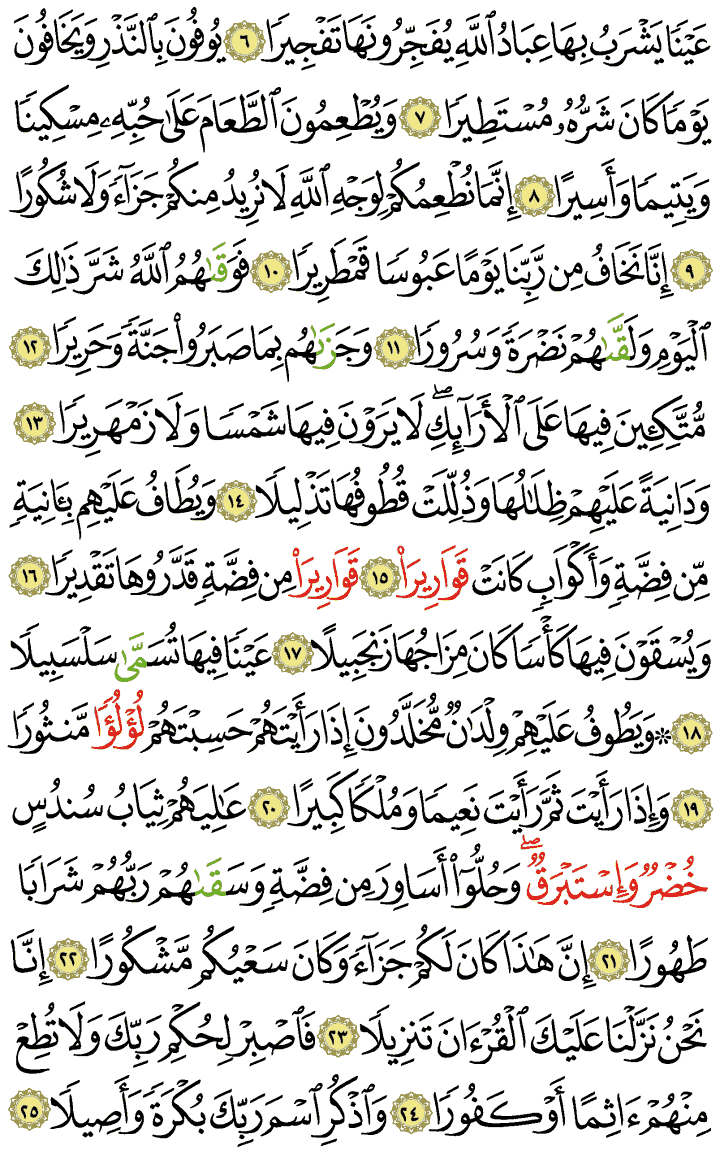 عَيۡنٗا يَشۡرَبُ بِهَا عِبَادُ ٱللَّهِ يُفَجِّرُونَهَا تَفۡجِيرٗا ٦ يُوفُونَ بِٱلنَّذۡرِ وَيَخَافُونَ
يَوۡمٗا كَانَ شَرُّهُۥ مُسۡتَطِيرٗا ٧ وَيُطۡعِمُونَ ٱلطَّعَامَ عَلَىٰ حُبِّهِۦ مِسۡكِينٗا
وَيَتِيمٗا وَأَسِيرًا ٨ إِنَّمَا نُطۡعِمُكُمۡ لِوَجۡهِ ٱللَّهِ لَا نُرِيدُ مِنكُمۡ جَزَآءٗ وَلَا شُكُورًا
٩ إِنَّا نَخَافُ مِن رَّبِّنَا يَوۡمًا عَبُوسٗا قَمۡطَرِيرٗا ١٠ فَوَقَىٰهُمُ ٱللَّهُ شَرَّ ذَٰلِكَ
ٱلۡيَوۡمِ وَلَقَّىٰهُمۡ نَضۡرَةٗ وَسُرُورٗا ١١ وَجَزَىٰهُم بِمَا صَبَرُواْ جَنَّةٗ وَحَرِيرٗا ١٢
مُّتَّكِـِٔينَ فِيهَا عَلَى ٱلۡأَرَآئِكِۖ لَا يَرَوۡنَ فِيهَا شَمۡسٗا وَلَا زَمۡهَرِيرٗا ١٣
وَدَانِيَةً عَلَيۡهِمۡ ظِلَٰلُهَا وَذُلِّلَتۡ قُطُوفُهَا تَذۡلِيلٗا ١٤ وَيُطَافُ عَلَيۡهِم بِـَٔانِيَةٖ
مِّن فِضَّةٖ وَأَكۡوَابٖ كَانَتۡ قَوَارِيرَا۠ ١٥ قَوَارِيرَاْ مِن فِضَّةٖ قَدَّرُوهَا تَقۡدِيرٗا ١٦
وَيُسۡقَوۡنَ فِيهَا كَأۡسٗا كَانَ مِزَاجُهَا زَنجَبِيلًا ١٧ عَيۡنٗا فِيهَا تُسَمَّىٰ سَلۡسَبِيلٗا
١٨ ۞ وَيَطُوفُ عَلَيۡهِمۡ وِلۡدَٰنٞ مُّخَلَّدُونَ إِذَا رَأَيۡتَهُمۡ حَسِبۡتَهُمۡ لُؤۡلُؤٗا مَّنثُورٗا
١٩ وَإِذَا رَأَيۡتَ ثَمَّ رَأَيۡتَ نَعِيمٗا وَمُلۡكٗا كَبِيرًا ٢٠ عَٰلِيَهُمۡ ثِيَابُ سُندُسٍ
خُضۡرٞ وَإِسۡتَبۡرَقٞۖ وَحُلُّوٓاْ أَسَاوِرَ مِن فِضَّةٖ وَسَقَىٰهُمۡ رَبُّهُمۡ شَرَابٗا
طَهُورًا ٢١ إِنَّ هَٰذَا كَانَ لَكُمۡ جَزَآءٗ وَكَانَ سَعۡيُكُم مَّشۡكُورًا ٢٢ إِنَّا
نَحۡنُ نَزَّلۡنَا عَلَيۡكَ ٱلۡقُرۡءَانَ تَنزِيلٗا ٢٣ فَٱصۡبِرۡ لِحُكۡمِ رَبِّكَ وَلَا تُطِعۡ
مِنۡهُمۡ ءَاثِمًا أَوۡ كَفُورٗا ٢٤ وَٱذۡكُرِ ٱسۡمَ رَبِّكَ بُكۡرَةٗ وَأَصِيلٗا ٢٥